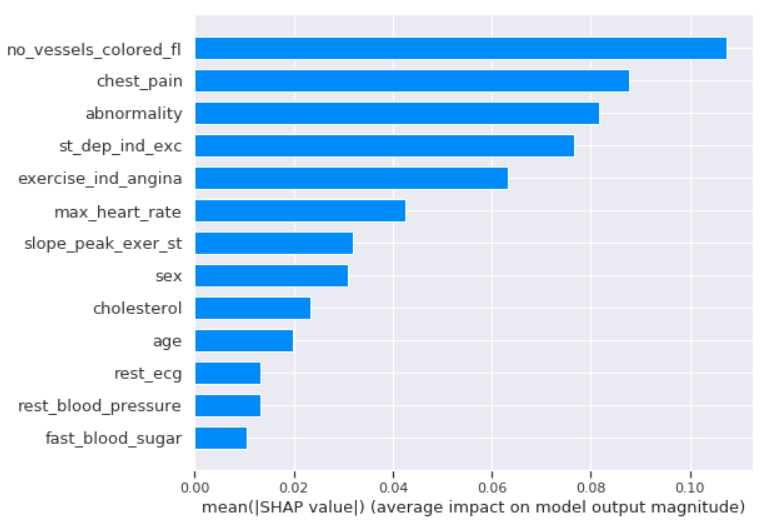 no_vessels_colored_fl
chest_pain
abnormality
st_dep_ind_exc
exercise_ind_angina
max_heart_rate
slope_peak_exer_st
sex
cholesterol
age
rest_ecg
rest_blood_pressure
fast_blood_sugar
0.00 0.02 0.04 0.06 0.08 0.10
mean(|SHAP value|) (average impact on model output magnitude)